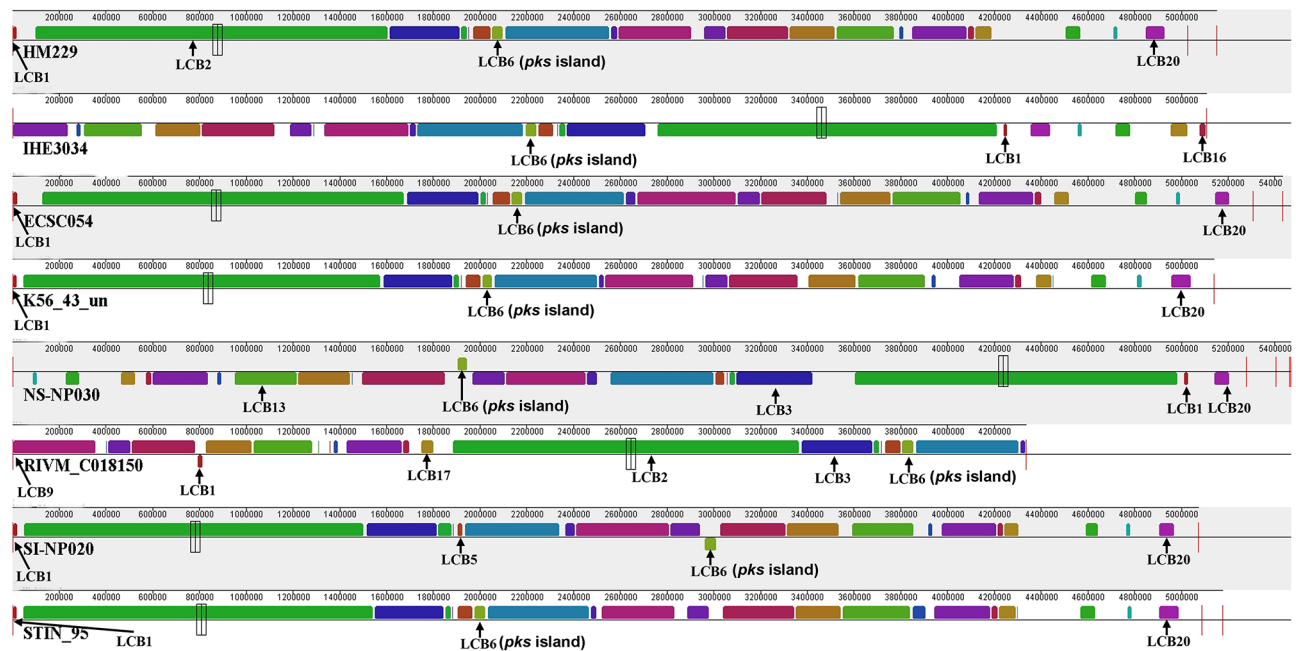 200000 400000 600000 800000 1000000 1200000 1400000 1600000 1800000 2000000 2200000 2400000 2600000 2800000 3000000 3200000 3400000 3600000 3800000 4000000 4200000 4400000 4600000 4800000 5000000
HM229
LCB1 LCB2 LCB6 (pks island) LCB20
200000 400000 600000 800000 1000000 1200000 1400000 1600000 1800000 2000000 2200000 2400000 2600000 2800000 3000000 3200000 3400000 3600000 3800000 4000000 4200000 4400000 4600000 4800000 5000000
IHE3034
LCB6 (pks island) LCB1 LCB16
200000 400000 600000 800000 1000000 1200000 1400000 1600000 1800000 2000000 2200000 2400000 2600000 2800000 3000000 3200000 3400000 3600000 3800000 4000000 4200000 4400000 4600000 4800000 5000000 5200000 54000
ECSC054
LCB1 LCB6 (pks island) LCB20
200000 400000 600000 800000 1000000 1200000 1400000 1600000 1800000 2000000 2200000 2400000 2600000 2800000 3000000 3200000 3400000 3600000 3800000 4000000 4200000 4400000 4600000 4800000 5000000
K56_43_un
LCB1 LCB6 (pks island) LCB20
200000 400000 600000 800000 1000000 1200000 1400000 1600000 1800000 2000000 2200000 2400000 2600000 2800000 3000000 3200000 3400000 3600000 3800000 4000000 4200000 4400000 4600000 4800000 5000000 5200000 5400000
NS-NP030
LCB13 LCB6 (pks island) LCB3 LCB1 LCB20
200000 400000 600000 800000 1000000 1200000 1400000 1600000 1800000 2000000 2200000 2400000 2600000 2800000 3000000 3200000 3400000 3600000 3800000 4000000 4200000
RIVM_C018150
LCB9 LCB1 LCB17 LCB2 LCB3 LCB6 (pks island)
200000 400000 600000 800000 1000000 1200000 1400000 1600000 1800000 2000000 2200000 2400000 2600000 2800000 3000000 3200000 3400000 3600000 3800000 4000000 4200000 4400000 4600000 4800000 5000000
SI-NP020
LCB1 LCB5 LCB6 (pks island) LCB20
200000 400000 600000 800000 1000000 1200000 1400000 1600000 1800000 2000000 2200000 2400000 2600000 2800000 3000000 3200000 3400000 3600000 3800000 4000000 4200000 4400000 4600000 4800000 5000000
STIN_95
LCB1 LCB6 (pks island) LCB20